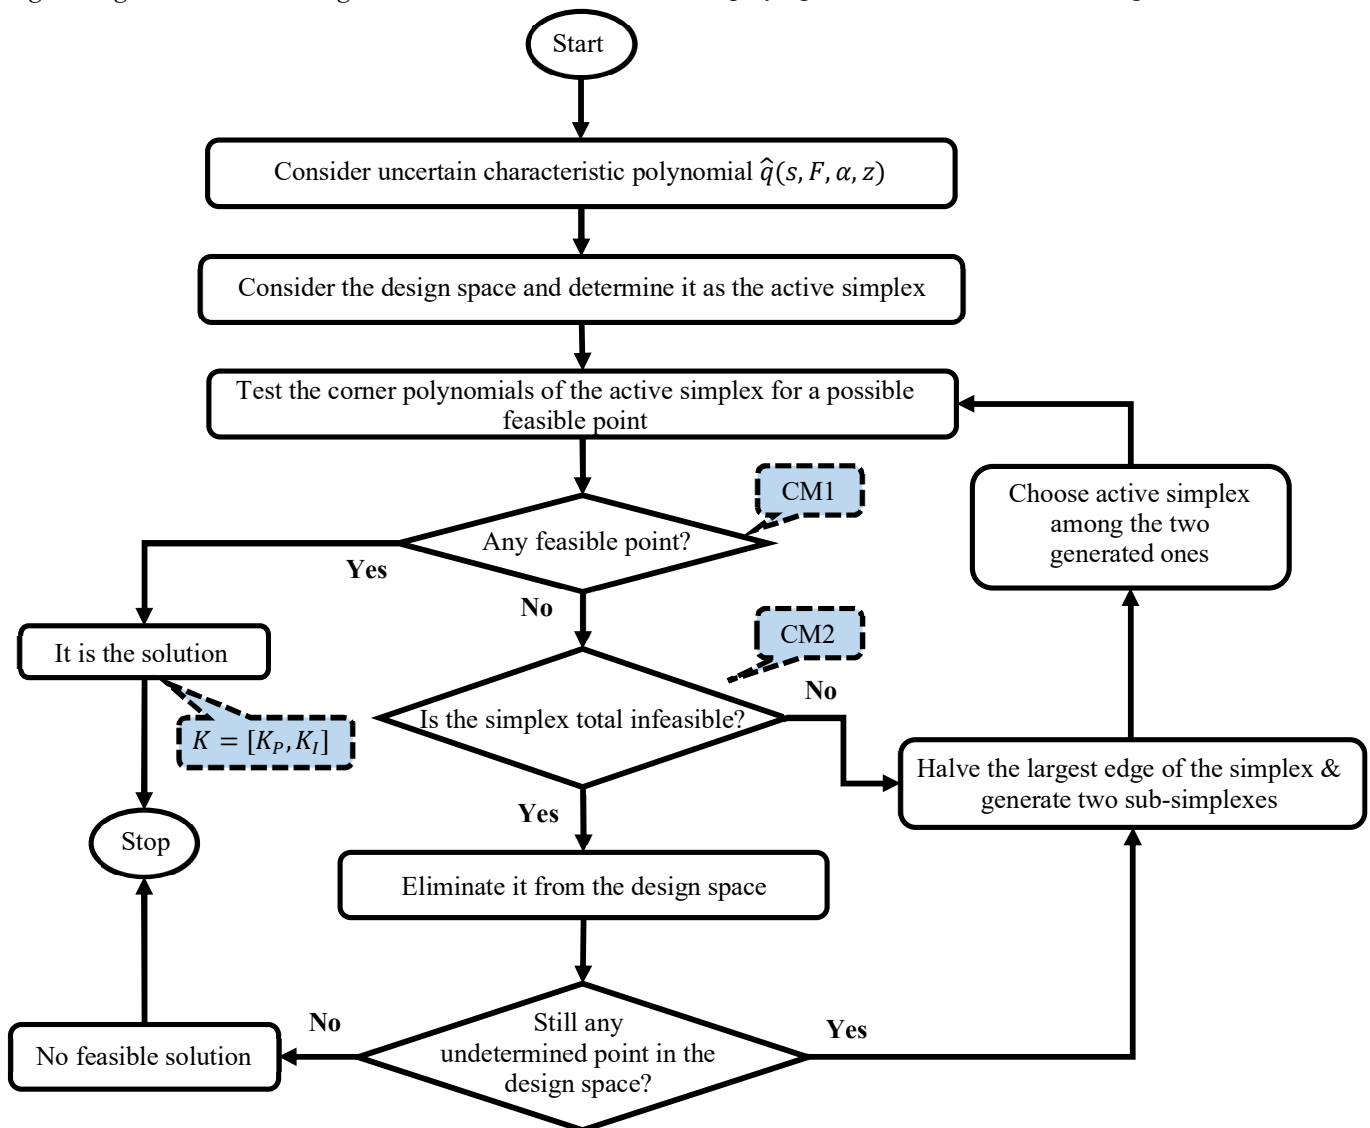 Start
Consider uncertain characteristic polynomial q̂(s, F, α, z)
Consider the design space and determine it as the active simplex
Test the corner polynomials of the active simplex for a possible
feasible point
CM1
Any feasible point?
Yes
No
Choose active simplex
among the two
generated ones
It is the solution
K = [K_P, K_I]
CM2
Is the simplex total infeasible?
No
Yes
Halve the largest edge of the simplex &
generate two sub-simplexes
Stop
Eliminate it from the design space
Still any
undetermined point in the
design space?
No
Yes
No feasible solution